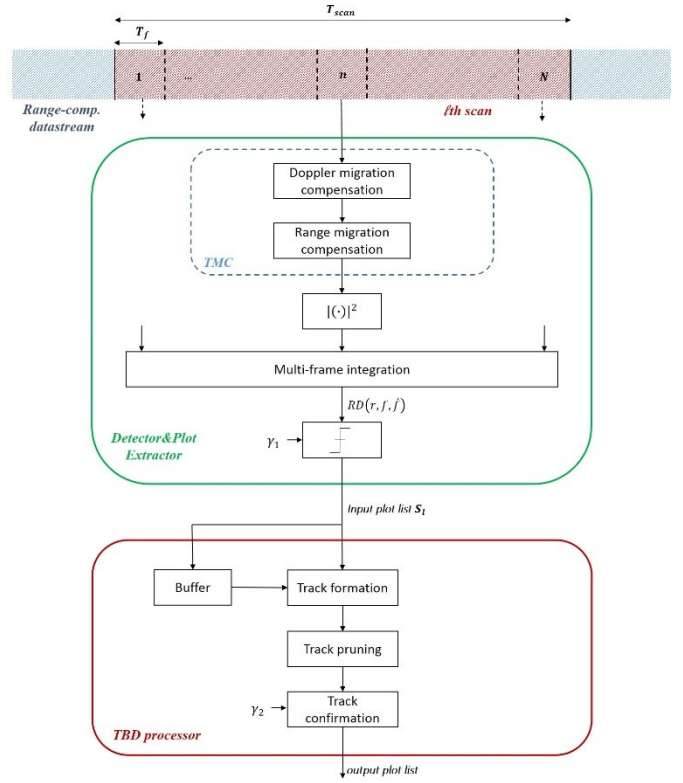 T_scan
T_f
1 ... n N
Range-comp.
datastream
ℓth scan
Doppler migration
compensation
Range migration
compensation
TMC
|(·)|²
Multi-frame integration
RD(r, f, ḟ)
γ₁
Detector&Plot
Extractor
Input plot list S_l
Buffer
Track formation
Track pruning
γ₂
Track
confirmation
TBD processor
output plot list